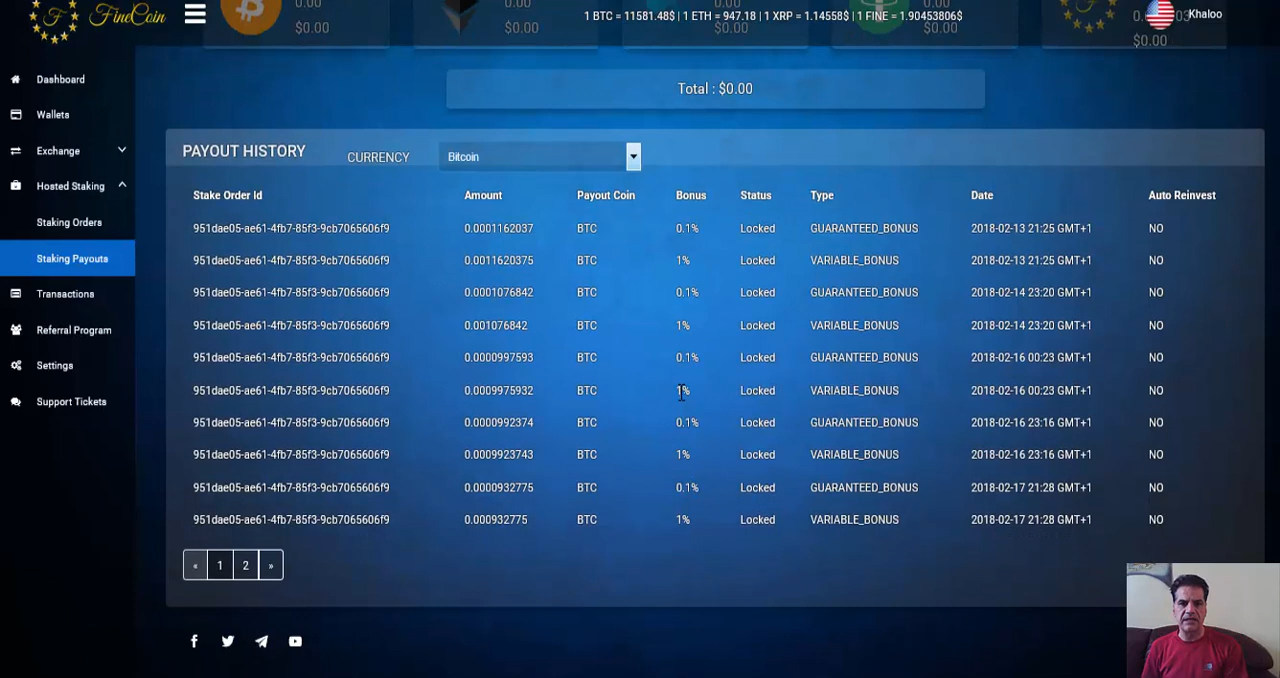 FineCoin
0.00
0.00
0.00
0.00
1 BTC = 11581.48$ | 1 ETH = 947.18 | 1 XRP = 1.14558$ | 1 FINE = 1.90453806$
Khaloo
$0.00
$0.00
$0.00
$0.00
$0.00
Dashboard
Wallets
Exchange
Hosted Staking
Staking Orders
Staking Payouts
Transactions
Referral Program
Settings
Support Tickets
Total : $0.00
PAYOUT HISTORY CURRENCY Bitcoin
Stake Order Id Amount Payout Coin Bonus Status Type Date Auto Reinvest
951dae05-ae61-4fb7-85f3-9cb7065606f9 0.0001162037 BTC 0.1% Locked GUARANTEED_BONUS 2018-02-13 21:25 GMT+1 NO
951dae05-ae61-4fb7-85f3-9cb7065606f9 0.0011620375 BTC 1% Locked VARIABLE_BONUS 2018-02-13 21:25 GMT+1 NO
951dae05-ae61-4fb7-85f3-9cb7065606f9 0.0001076842 BTC 0.1% Locked GUARANTEED_BONUS 2018-02-14 23:20 GMT+1 NO
951dae05-ae61-4fb7-85f3-9cb7065606f9 0.001076842 BTC 1% Locked VARIABLE_BONUS 2018-02-14 23:20 GMT+1 NO
951dae05-ae61-4fb7-85f3-9cb7065606f9 0.0000997593 BTC 0.1% Locked GUARANTEED_BONUS 2018-02-16 00:23 GMT+1 NO
951dae05-ae61-4fb7-85f3-9cb7065606f9 0.0009975932 BTC 1% Locked VARIABLE_BONUS 2018-02-16 00:23 GMT+1 NO
951dae05-ae61-4fb7-85f3-9cb7065606f9 0.0000992374 BTC 0.1% Locked GUARANTEED_BONUS 2018-02-16 23:16 GMT+1 NO
951dae05-ae61-4fb7-85f3-9cb7065606f9 0.0009923743 BTC 1% Locked VARIABLE_BONUS 2018-02-16 23:16 GMT+1 NO
951dae05-ae61-4fb7-85f3-9cb7065606f9 0.0000932775 BTC 0.1% Locked GUARANTEED_BONUS 2018-02-17 21:28 GMT+1 NO
951dae05-ae61-4fb7-85f3-9cb7065606f9 0.000932775 BTC 1% Locked VARIABLE_BONUS 2018-02-17 21:28 GMT+1 NO
« 1 2 »